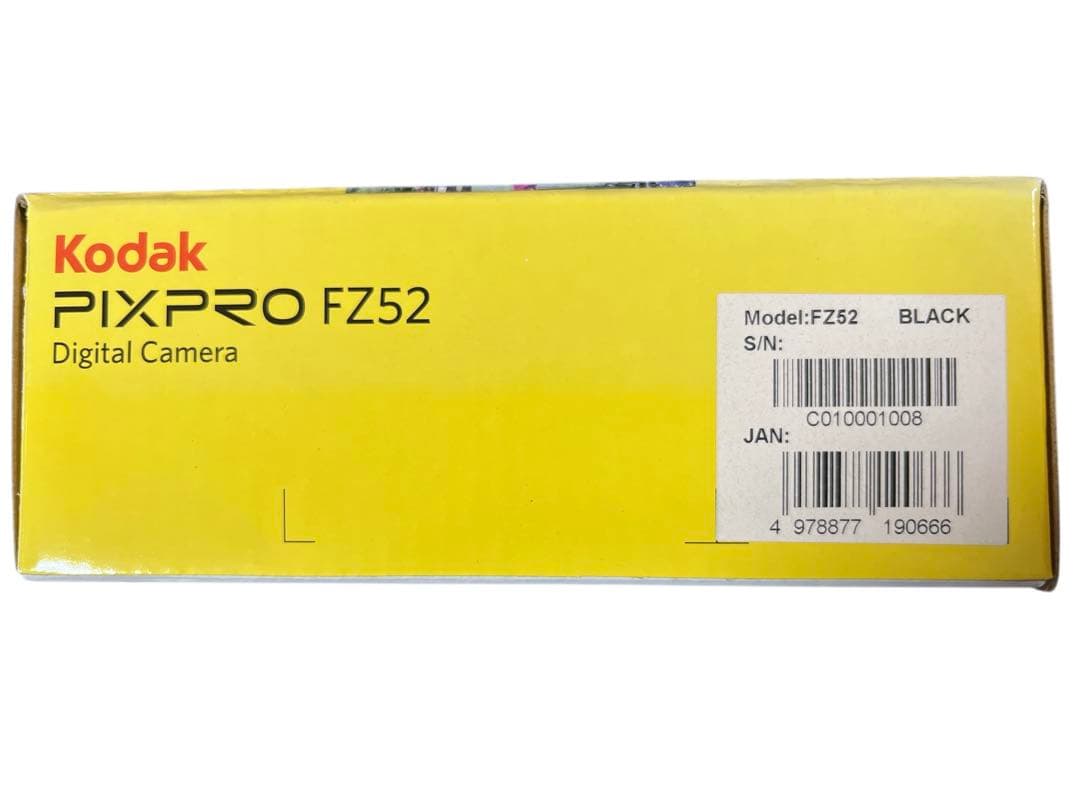 Kodak
PIXPRO FZ52
Digital Camera
Model:FZ52 BLACK
S/N:
C010001008
JAN:
4 978877 190666